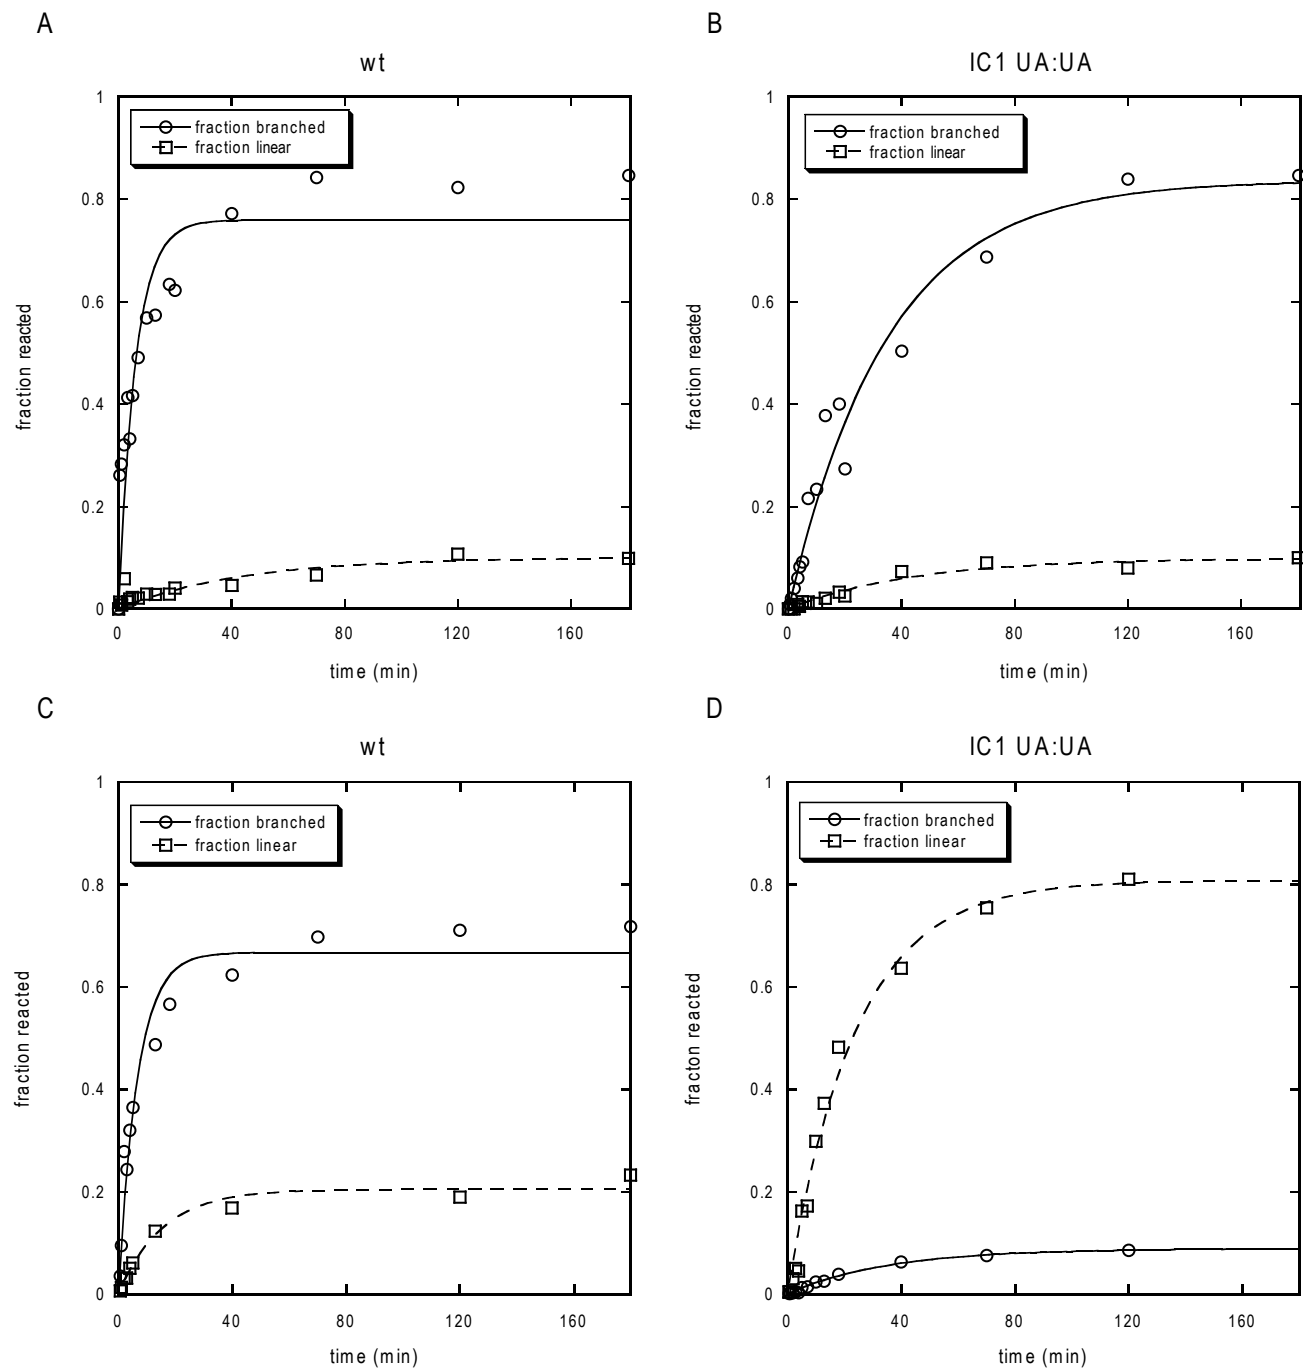 A
wt
1
0.8
0.6
0.4
0.2
0
fraction reacted
fraction branched
fraction linear
0 40 80 120 160
time (min)
B
IC1 UA:UA
1
0.8
0.6
0.4
0.2
0
fraction reacted
fraction branched
fraction linear
0 40 80 120 160
time (min)
C
wt
1
0.8
0.6
0.4
0.2
0
fraction reacted
fraction branched
fraction linear
0 40 80 120 160
time (min)
D
IC1 UA:UA
1
0.8
0.6
0.4
0.2
0
fracton reacted
fraction branched
fraction linear
0 40 80 120 160
time (min)